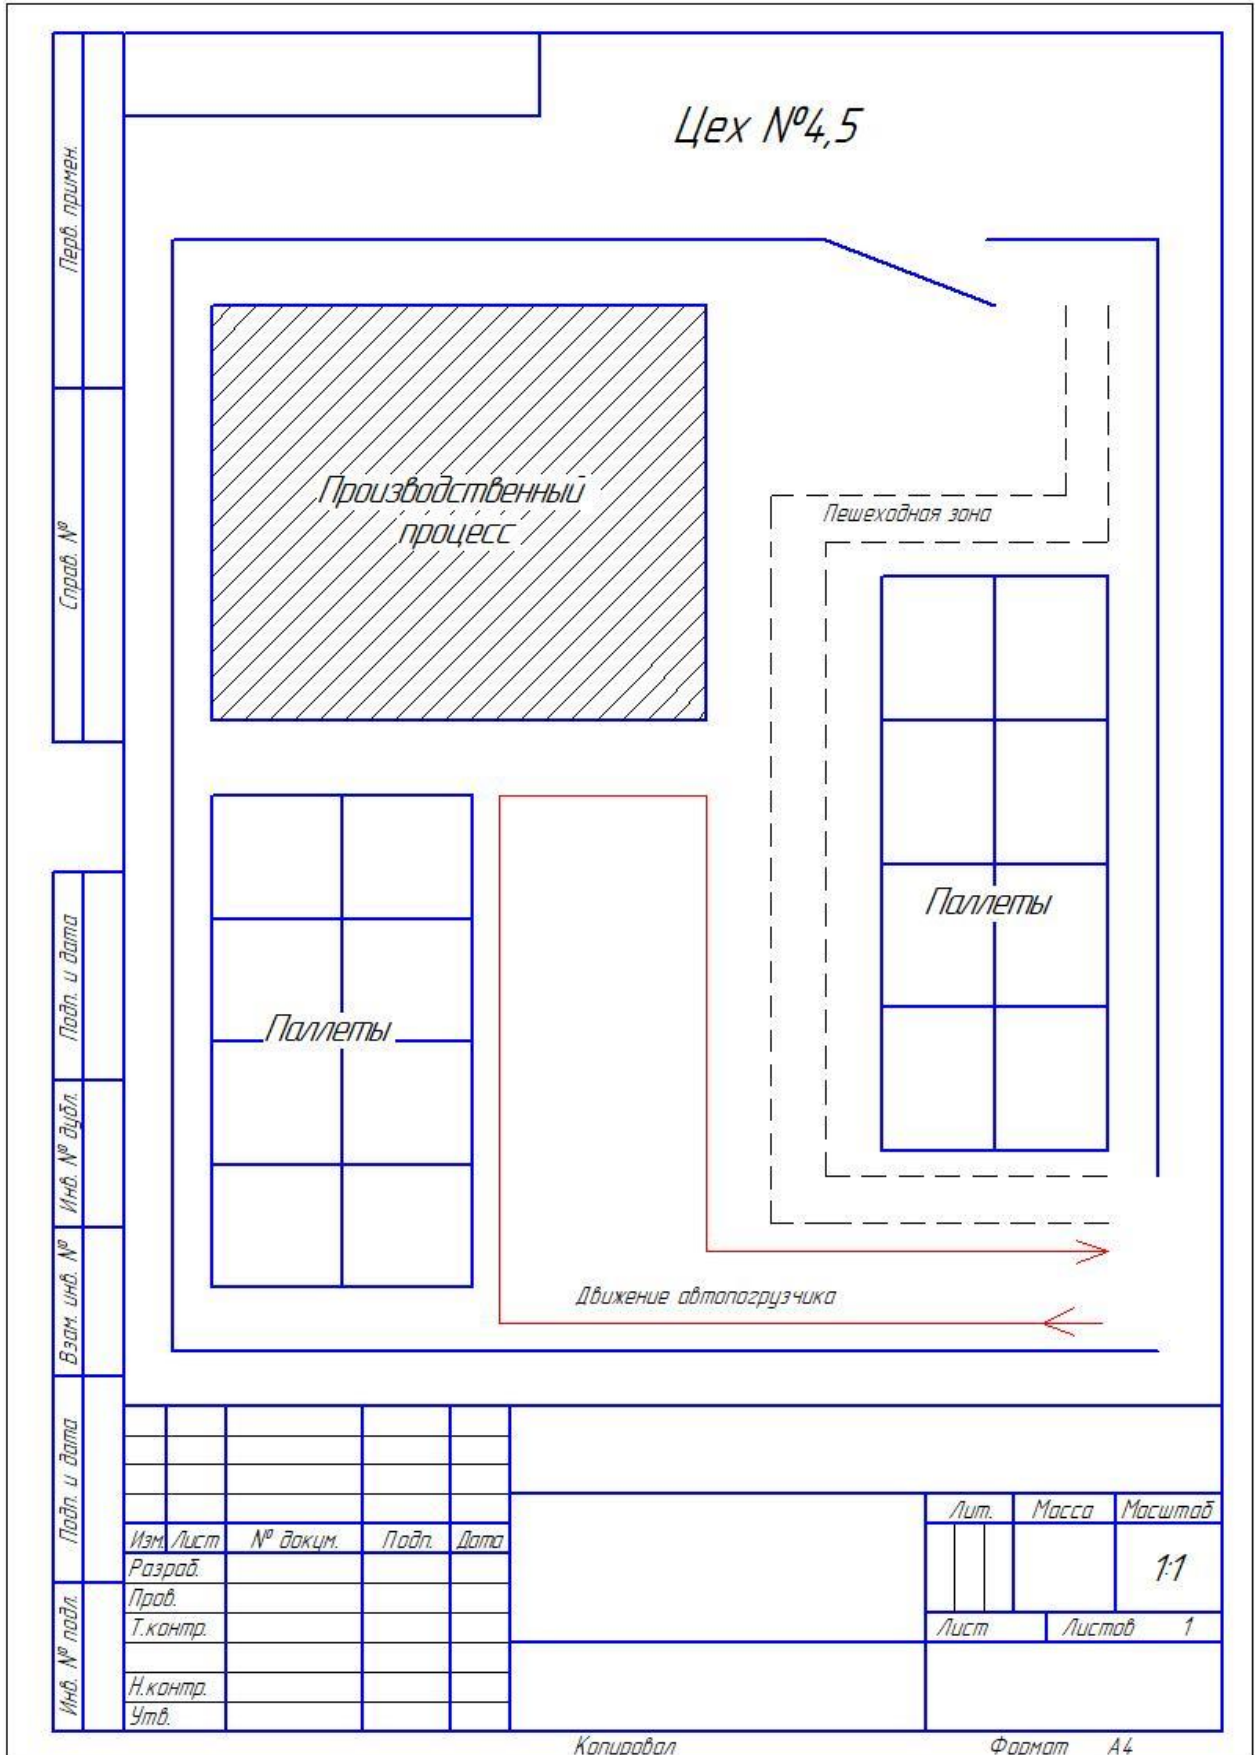 Цех №4,5
Перв. примен.
Справ. №
Производственный
процесс
Пешеходная зона
Паллеты
Паллеты
Движение автопогрузчика
Подп. и дата
Инв. № дубл.
Взам. инв. №
Подп. и дата
Инв. № подл.
Изм. Лист № докум. Подп. Дата
Разраб.
Пров.
Т.контр.
Н.контр.
Утв.
Лит. Масса Масштаб
1:1
Лист Листов 1
Копировал Формат А4